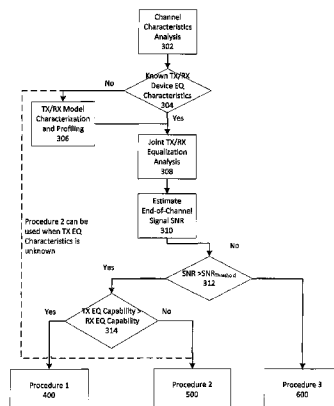 Channel
Characteristics
Analysis
302
No
Known TX/RX
Device EQ
Characteristics
304
TX/RX Model
Characterization
and Profiling
306
Yes
Joint TX/RX
Equalization
Analysis
308
Estimate
End-of-Channel
Signal SNR
310
Procedure 2 can be
used when TX EQ
Characteristics is
unknown
No
Yes
SNR >SNRThreshold
312
Yes
TX EQ Capability >
RX EQ Capability
314
No
Procedure 1
400
Procedure 2
500
Procedure 3
600